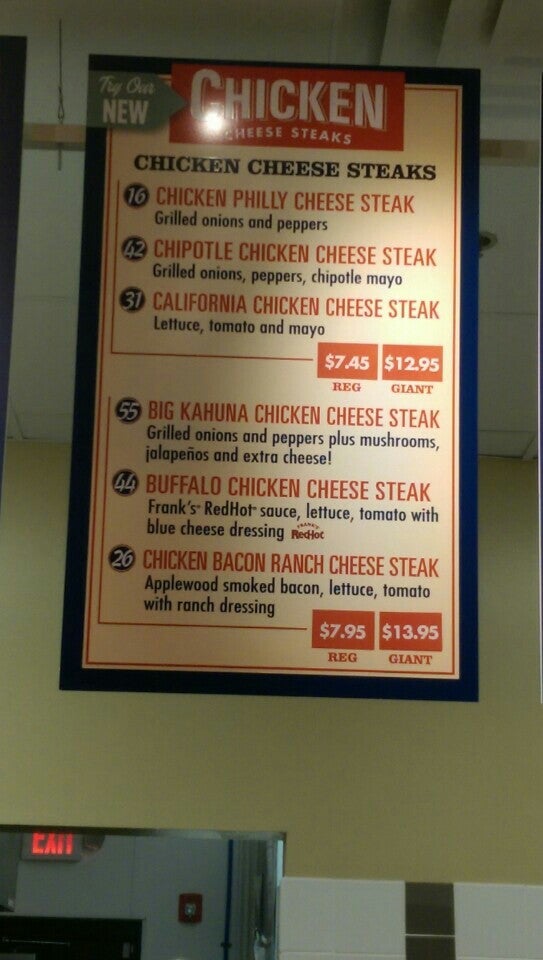 Try Our
NEW
CHICKEN
CHEESE STEAKS
CHICKEN CHEESE STEAKS
16 CHICKEN PHILLY CHEESE STEAK
Grilled onions and peppers
42 CHIPOTLE CHICKEN CHEESE STEAK
Grilled onions, peppers, chipotle mayo
31 CALIFORNIA CHICKEN CHEESE STEAK
Lettuce, tomato and mayo
$7.45 $12.95
REG GIANT
55 BIG KAHUNA CHICKEN CHEESE STEAK
Grilled onions and peppers plus mushrooms,
jalapeños and extra cheese!
44 BUFFALO CHICKEN CHEESE STEAK
Frank's® RedHot® sauce, lettuce, tomato with
blue cheese dressing FRANK'S RedHot
26 CHICKEN BACON RANCH CHEESE STEAK
Applewood smoked bacon, lettuce, tomato
with ranch dressing
$7.95 $13.95
REG GIANT
EXIT